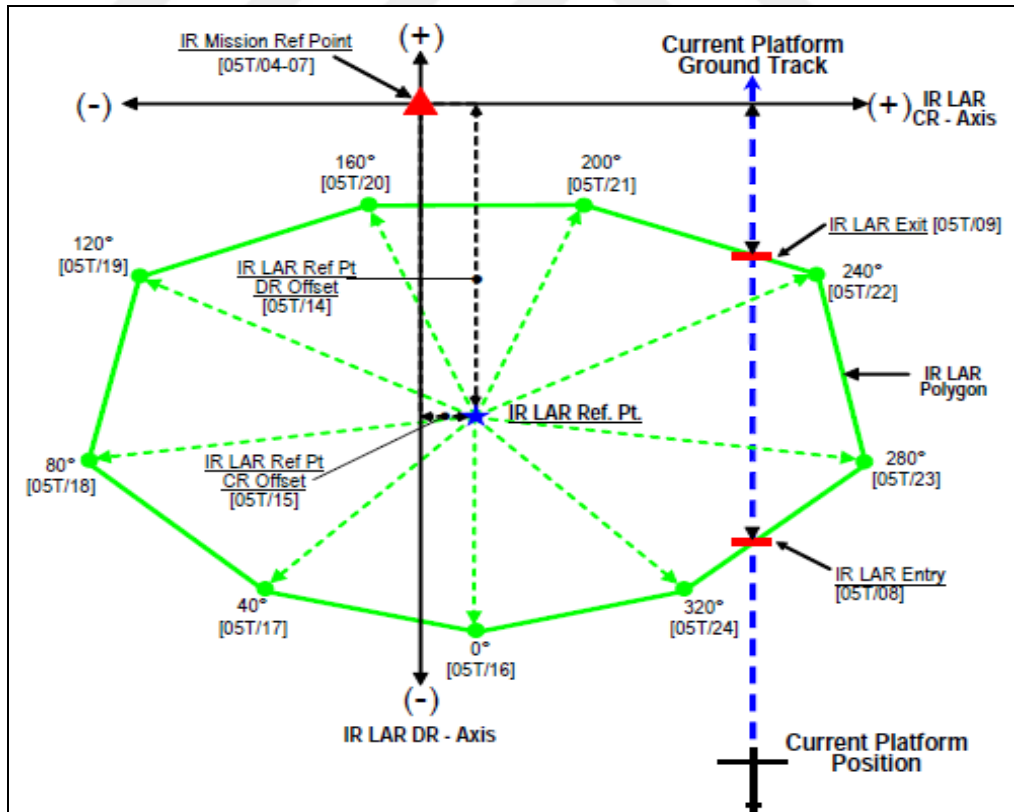 IR Mission Ref Point
[05T/04-07]
(+)
Current Platform
Ground Track
(-)
(+)
IR LAR
CR - Axis
160°
[05T/20]
200°
[05T/21]
120°
[05T/19]
IR LAR Exit [05T/09]
IR LAR Ref Pt
DR Offset
[05T/14]
240°
[05T/22]
IR LAR
Polygon
IR LAR Ref. Pt.
80°
[05T/18]
IR LAR Ref Pt
CR Offset
[05T/15]
280°
[05T/23]
IR LAR Entry
[05T/08]
40°
[05T/17]
0°
[05T/16]
320°
[05T/24]
(-)
IR LAR DR - Axis
Current Platform
Position